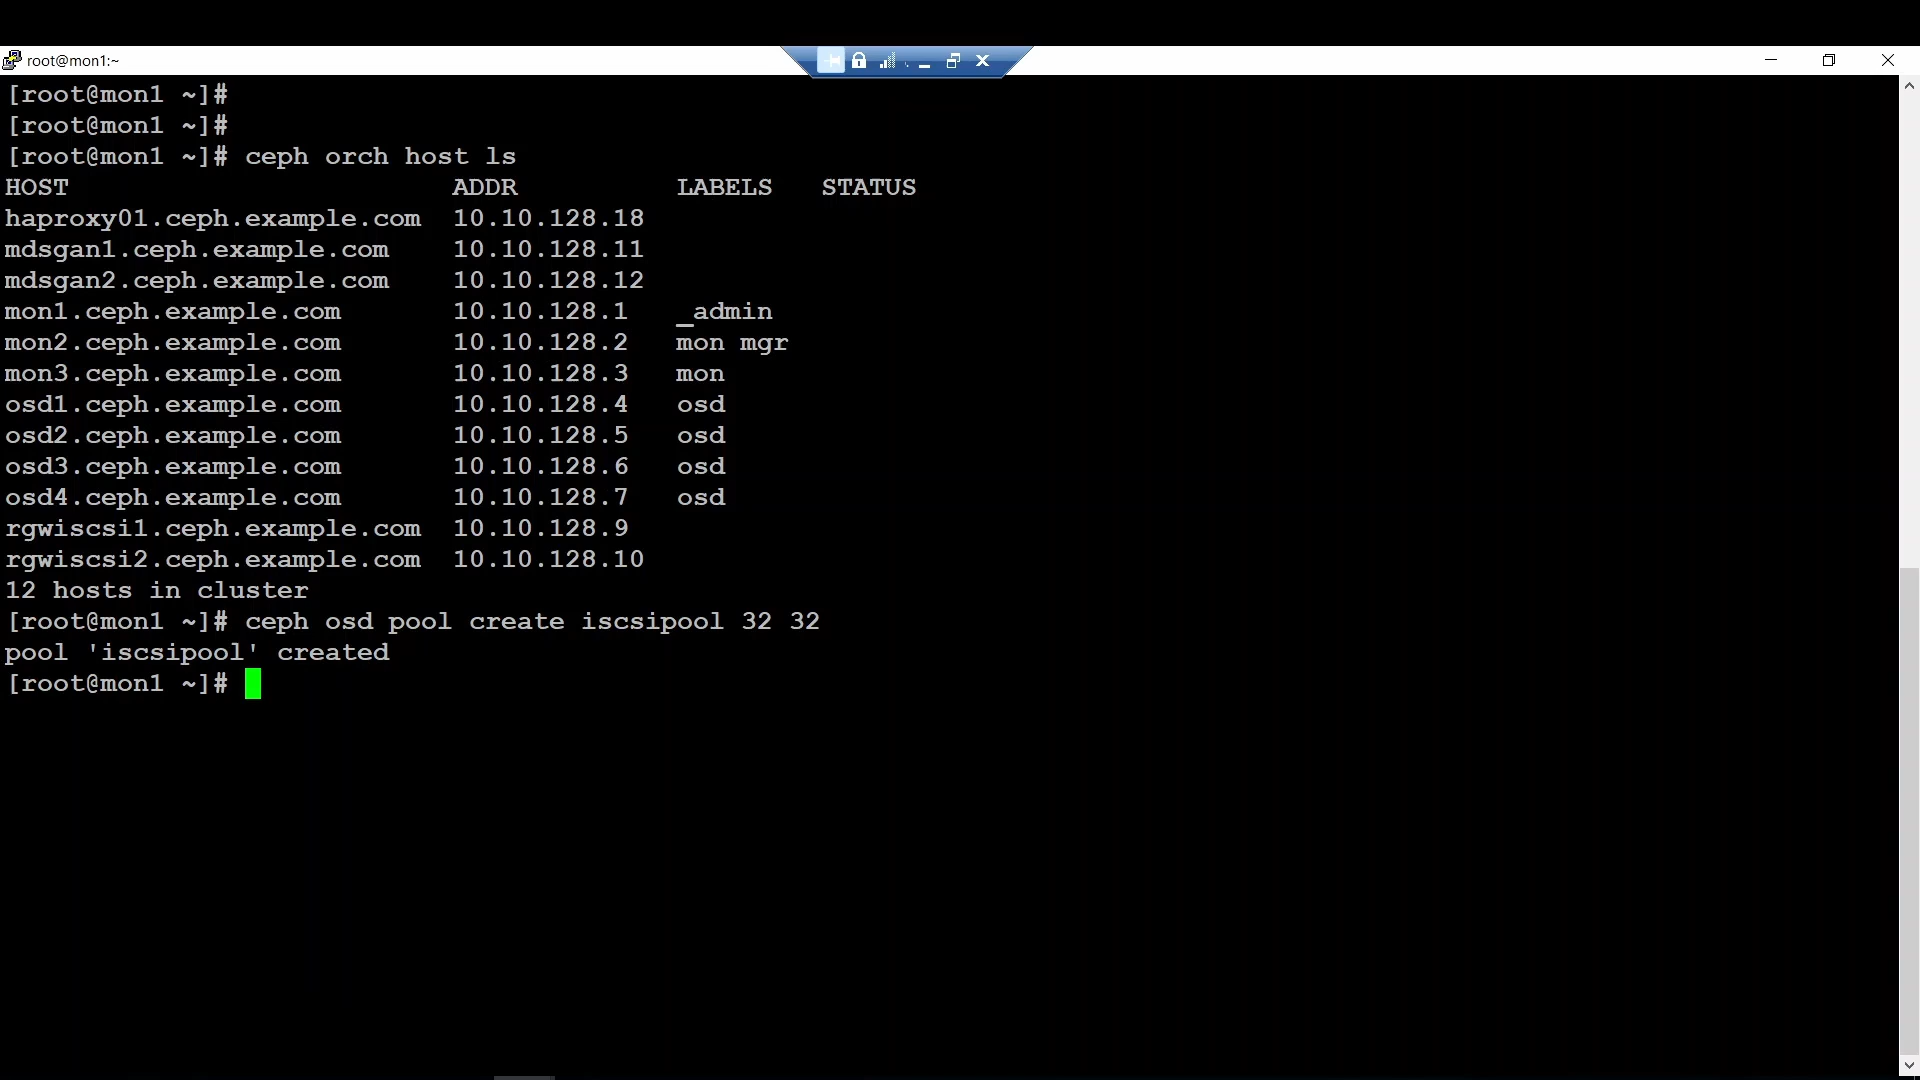 root@mon1:~
[root@mon1 ~]#
[root@mon1 ~]#
[root@mon1 ~]# ceph orch host ls
HOST ADDR LABELS STATUS
haproxy01.ceph.example.com 10.10.128.18
mdsgan1.ceph.example.com 10.10.128.11
mdsgan2.ceph.example.com 10.10.128.12
mon1.ceph.example.com 10.10.128.1 _admin
mon2.ceph.example.com 10.10.128.2 mon mgr
mon3.ceph.example.com 10.10.128.3 mon
osd1.ceph.example.com 10.10.128.4 osd
osd2.ceph.example.com 10.10.128.5 osd
osd3.ceph.example.com 10.10.128.6 osd
osd4.ceph.example.com 10.10.128.7 osd
rgwiscsi1.ceph.example.com 10.10.128.9
rgwiscsi2.ceph.example.com 10.10.128.10
12 hosts in cluster
[root@mon1 ~]# ceph osd pool create iscsipool 32 32
pool 'iscsipool' created
[root@mon1 ~]#